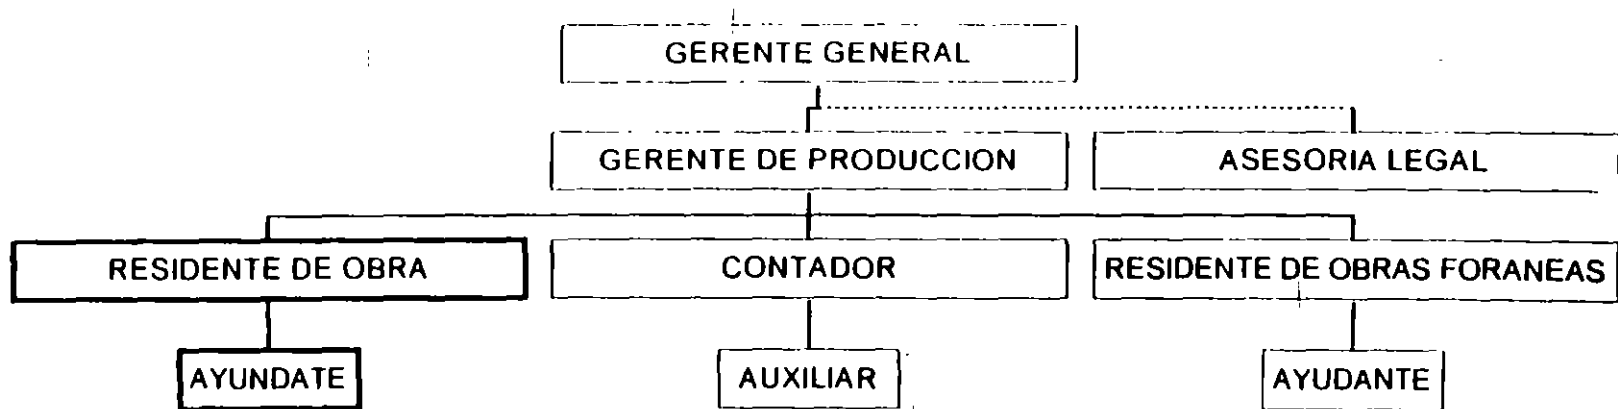 GERENTE GENERAL
GERENTE DE PRODUCCION
ASESORIA LEGAL
RESIDENTE DE OBRA
CONTADOR
RESIDENTE DE OBRAS FORANEAS
AYUNDATE
AUXILIAR
AYUDANTE